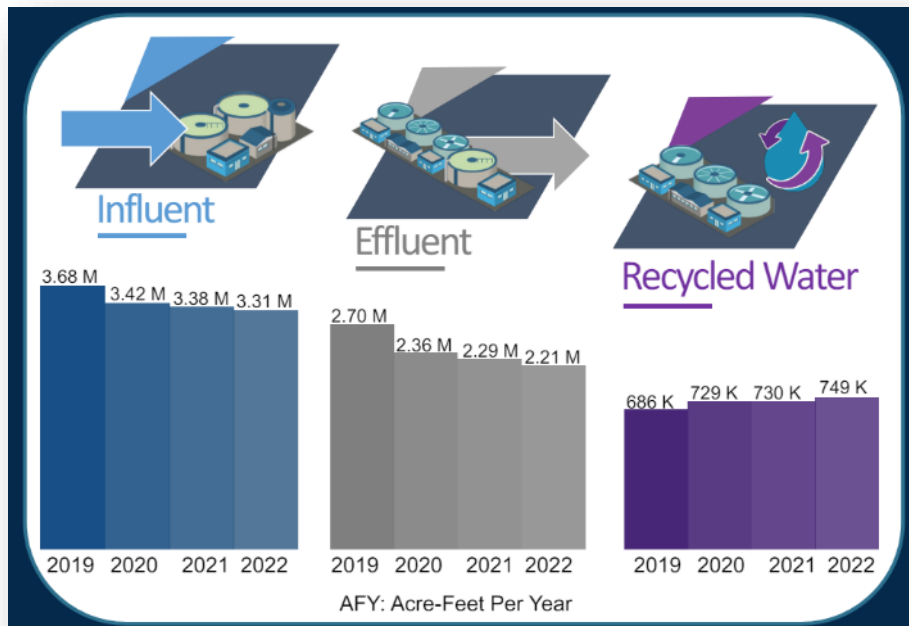 Influent
3.68 M
3.42 M
3.38 M
3.31 M
2019 2020 2021 2022
Effluent
2.70 M
2.36 M
2.29 M
2.21 M
2019 2020 2021 2022
Recycled Water
686 K
729 K
730 K
749 K
2019 2020 2021 2022
AFY: Acre-Feet Per Year